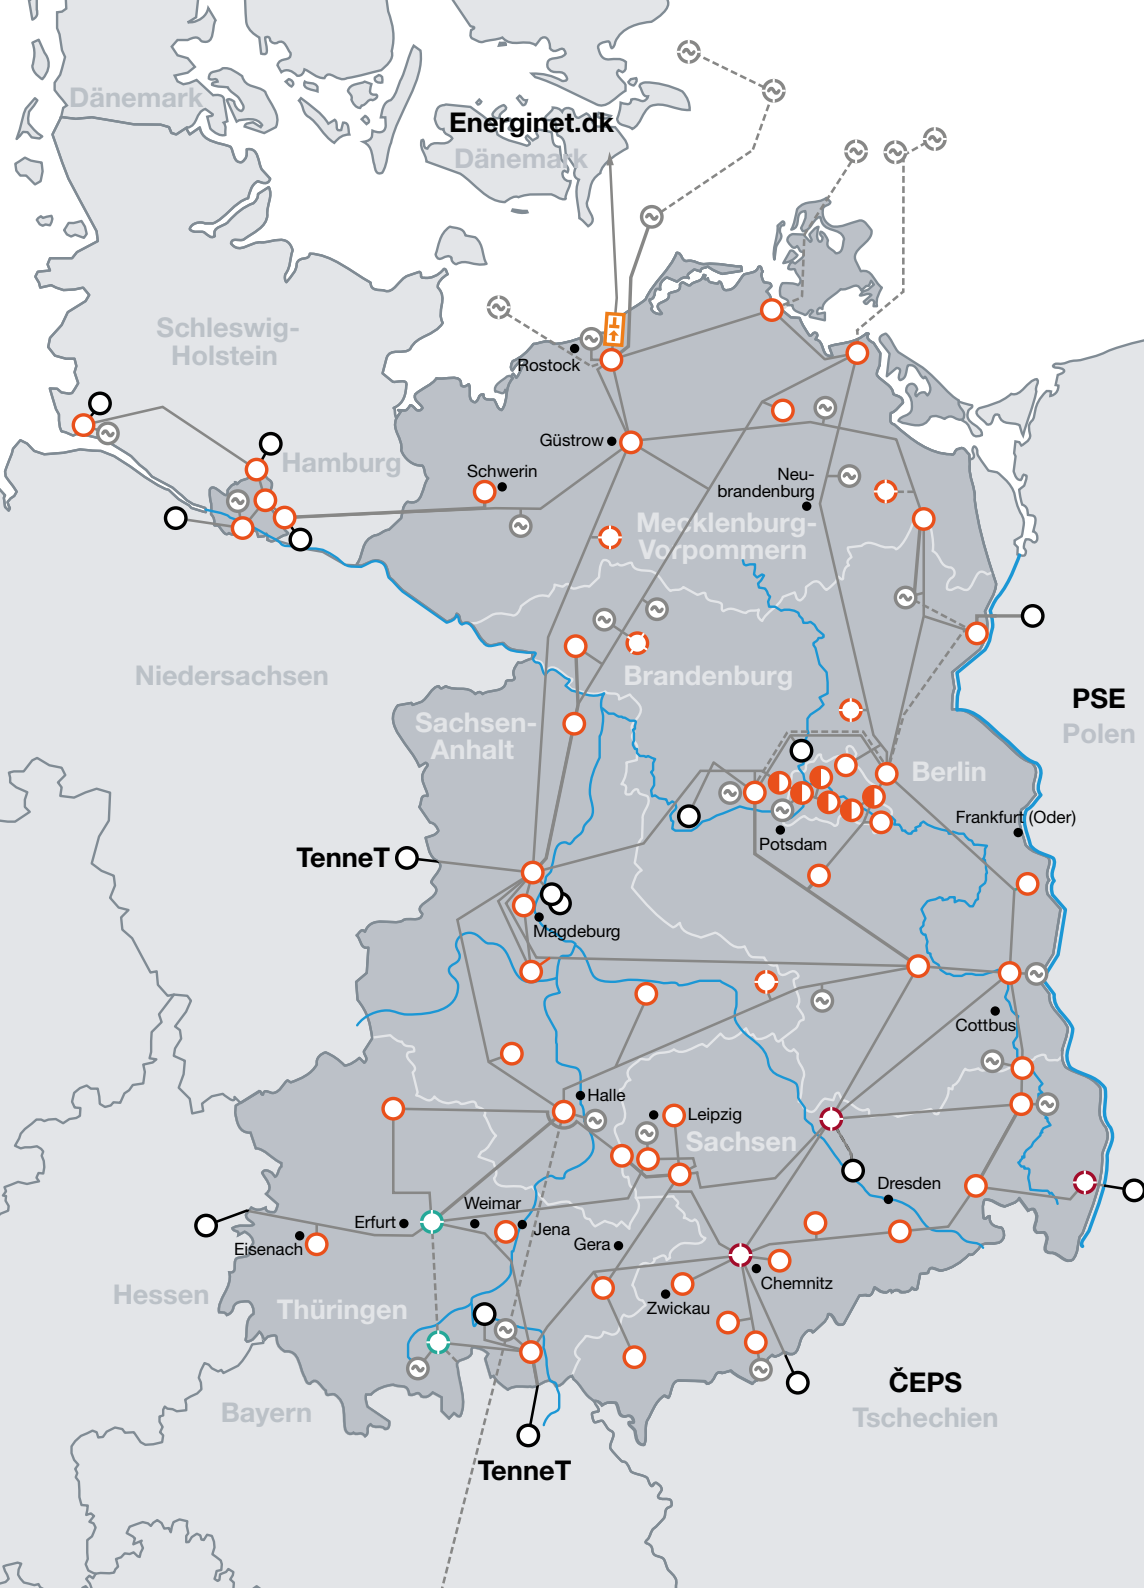 Dänemark
Energinet.dk
Dänemark
Schleswig-
Holstein
Rostock
Güstrow
Hamburg
Schwerin
Neu-
brandenburg
Mecklenburg-
Vorpommern
Niedersachsen
Brandenburg
PSE
Polen
Sachsen-
Anhalt
Berlin
Frankfurt (Oder)
Potsdam
TenneT
Magdeburg
Cottbus
Halle
Leipzig
Sachsen
Dresden
Weimar
Erfurt
Jena
Gera
Eisenach
Chemnitz
Hessen
Thüringen
Zwickau
ČEPS
Tschechien
Bayern
TenneT